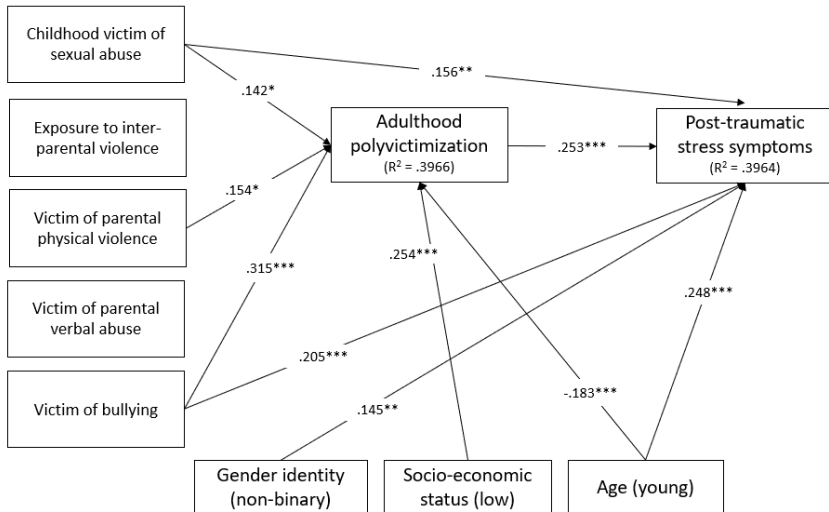 Childhood victim of
sexual abuse
.156**
.142*
Exposure to inter-
parental violence
Adulthood
polyvictimization
(R² = .3966)
.253***
Post-traumatic
stress symptoms
(R² = .3964)
Victim of parental
physical violence
.154*
.315***
.254***
.248***
Victim of parental
verbal abuse
.205***
Victim of bullying
.145**
-.183***
Gender identity
(non-binary)
Socio-economic
status (low)
Age (young)